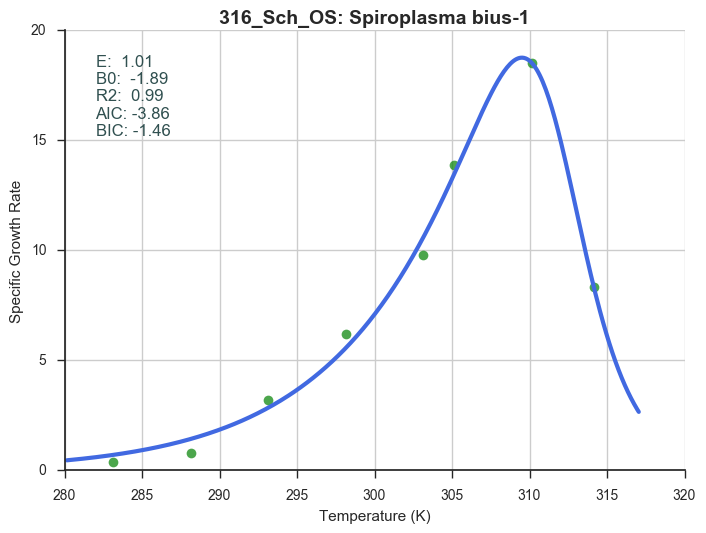 316_Sch_OS: Spiroplasma bius-1
20
E:  1.01
B0:  -1.89
R2:  0.99
AIC: -3.86
BIC: -1.46
15
Specific Growth Rate
10
5
0
280 285 290 295 300 305 310 315 320
Temperature (K)